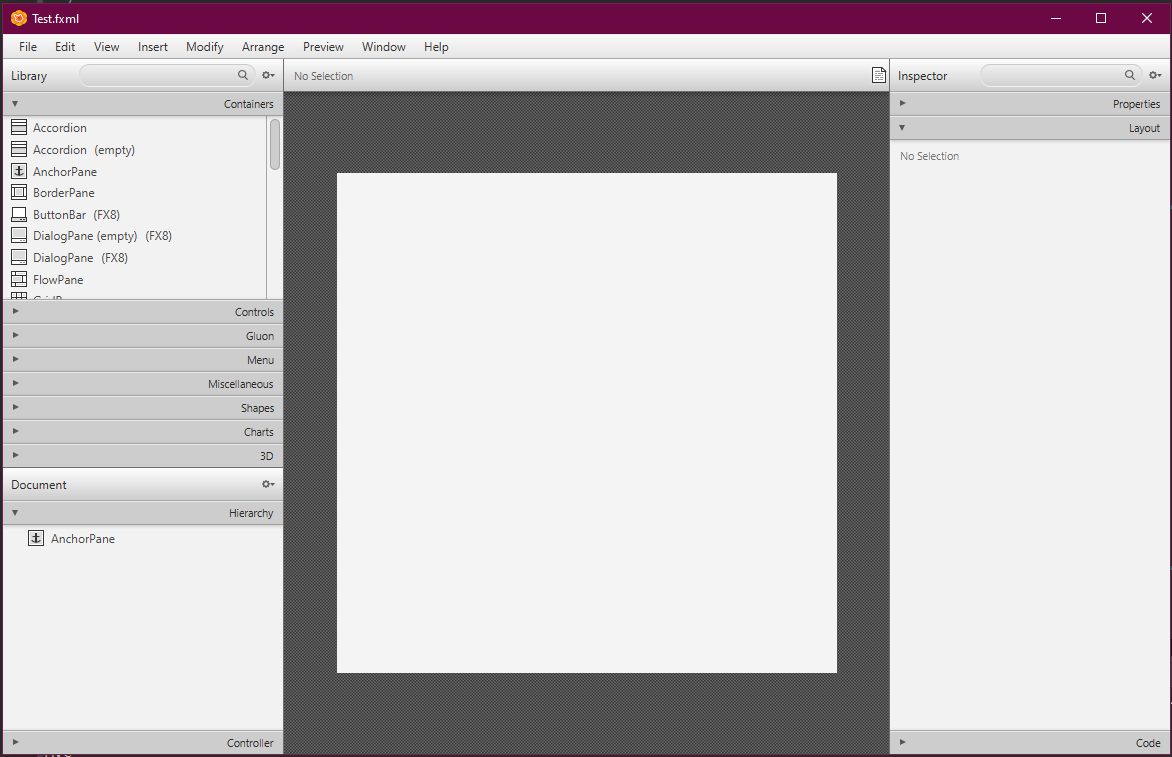 Test.fxml
File Edit View Insert Modify Arrange Preview Window Help
Library
No Selection
Inspector
Containers
Accordion
Accordion (empty)
AnchorPane
BorderPane
ButtonBar (FX8)
DialogPane (empty) (FX8)
DialogPane (FX8)
FlowPane
Controls
Gluon
Menu
Miscellaneous
Shapes
Charts
3D
Document
Hierarchy
AnchorPane
Controller
Properties
Layout
No Selection
Code